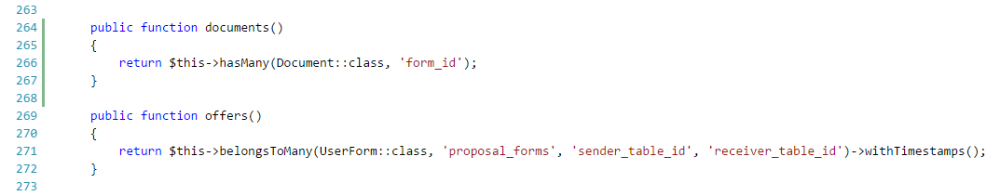 263
264 public function documents()
265 {
266 return $this->hasMany(Document::class, 'form_id');
267 }
268
269 public function offers()
270 {
271 return $this->belongsToMany(UserForm::class, 'proposal_forms', 'sender_table_id', 'receiver_table_id')->withTimestamps();
272 }
273